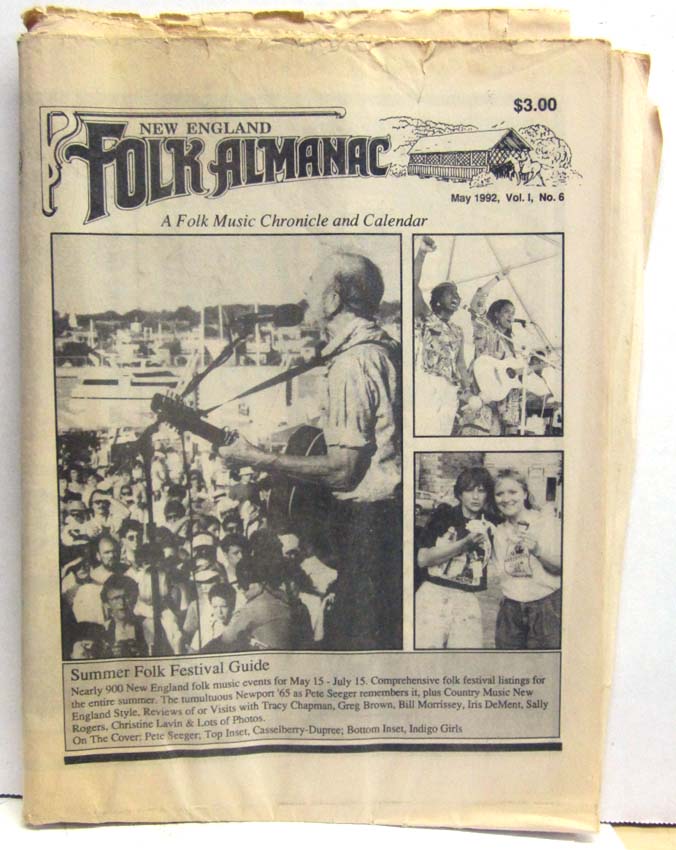 $3.00
NEW ENGLAND
FOLK ALMANAC
May 1992, Vol. I, No. 6
A Folk Music Chronicle and Calendar
Summer Folk Festival Guide
Nearly 900 New England folk music events for May 15 - July 15. Comprehensive folk festival listings for
the entire summer. The tumultuous Newport '65 as Pete Seeger remembers it, plus Country Music New
England Style, Reviews of or Visits with Tracy Chapman, Greg Brown, Bill Morrissey, Iris DeMent, Sally
Rogers, Christine Lavin & Lots of Photos.
On The Cover: Pete Seeger; Top Inset, Casselberry-Dupree; Bottom Inset, Indigo Girls